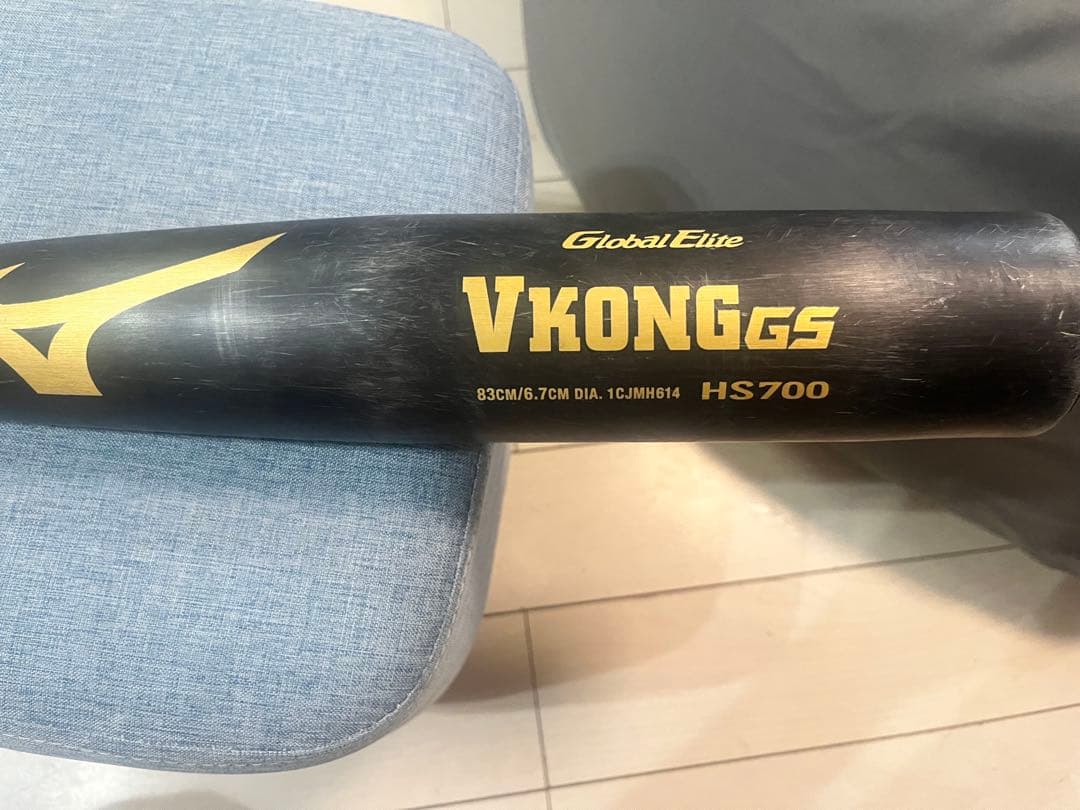 Global Elite
VKONG GS
83CM/6.7CM DIA. 1CJMH614 HS700